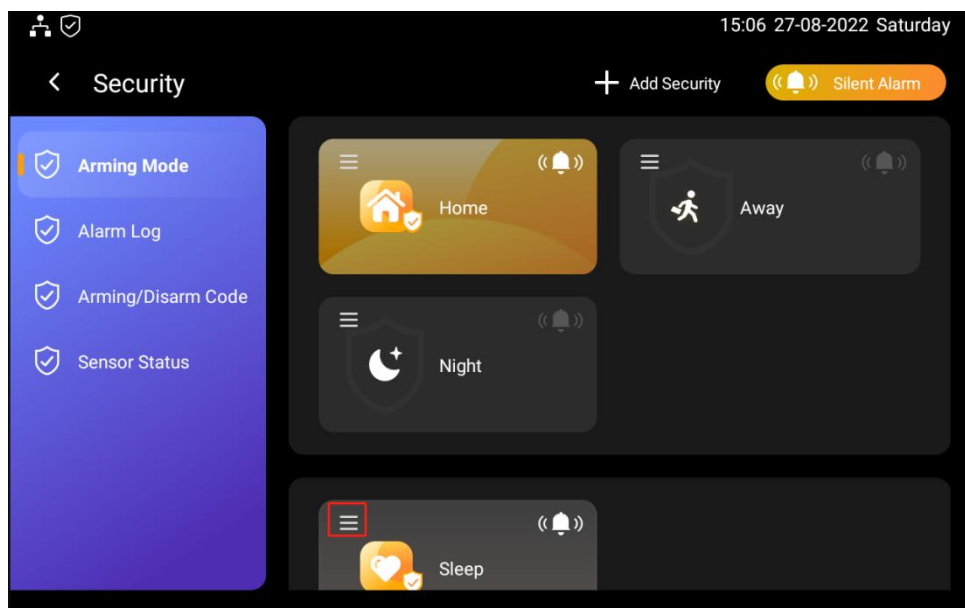 15:06 27-08-2022 Saturday
Security
Add Security
Silent Alarm
Arming Mode
Alarm Log
Arming/Disarm Code
Sensor Status
Home
Away
Night
Sleep